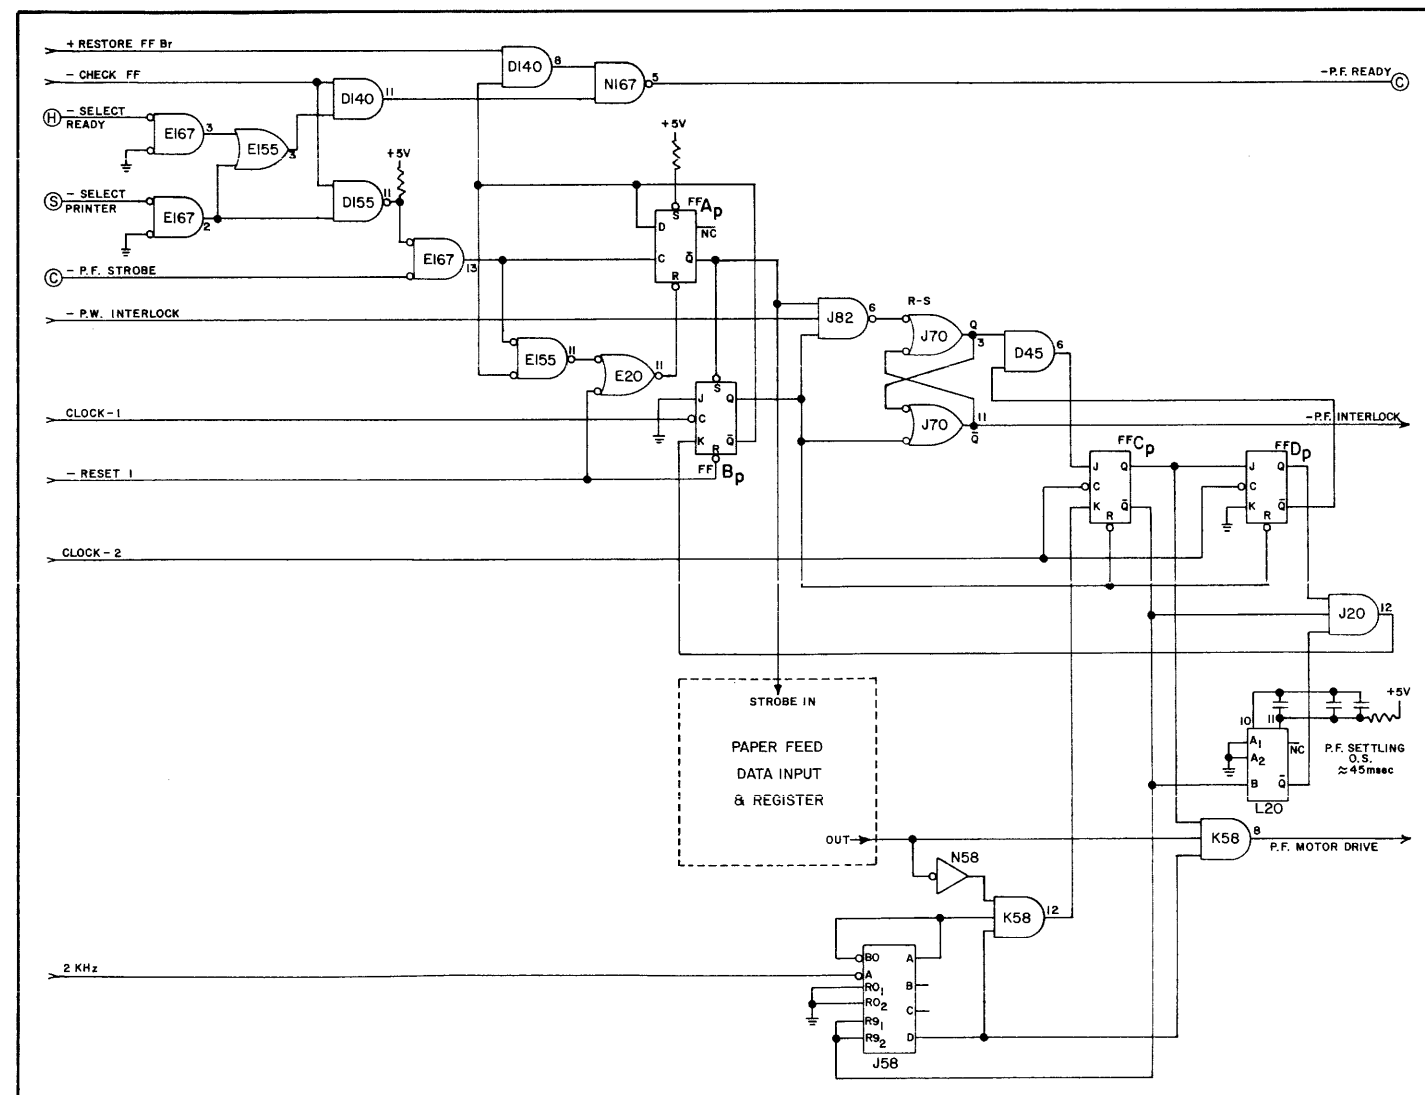 + RESTORE FF Br
- CHECK FF
H - SELECT READY
S - SELECT PRINTER
C - P.F. STROBE
- P.W. INTERLOCK
CLOCK-1
- RESET 1
CLOCK-2
2 KHz
D140 8
N167 5
-P.F. READY C
D140 11
E167 3
E155 3
E167 2
D155 11
+5V
E167 13
+5V
FF Ap
S
D
NC
C
Q̄
R
E155 11
E20 11
S
J Q
C
K Q̄
R
FF Bp
J82 6
R-S
J70 Q 3
J70 11 Q̄
D45 6
-P.F. INTERLOCK
FF Cp
J Q
C
K Q̄
R
FF Dp
J Q
C
K Q̄
R
J20 12
STROBE IN
PAPER FEED
DATA INPUT
& REGISTER
OUT
+5V
10 11
A1
A2
NC
B Q̄
L20
P.F. SETTLING
O.S.
≈45msec
K58 8
P.F. MOTOR DRIVE
N58
K58 12
BO A
A
RO1 B
RO2
C
R91
R92 D
J58